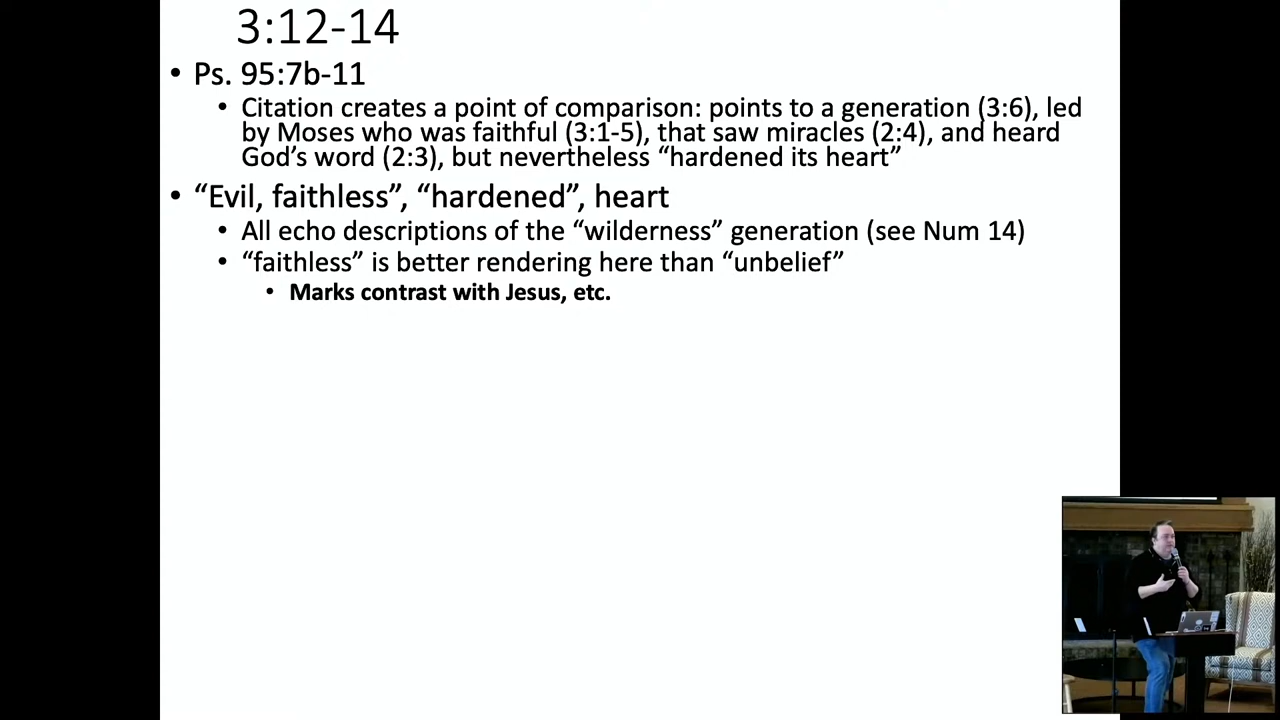 3:12-14
• Ps. 95:7b-11
• Citation creates a point of comparison: points to a generation (3:6), led
by Moses who was faithful (3:1-5), that saw miracles (2:4), and heard
God’s word (2:3), but nevertheless “hardened its heart”
• “Evil, faithless”, “hardened”, heart
• All echo descriptions of the “wilderness” generation (see Num 14)
• “faithless” is better rendering here than “unbelief”
• Marks contrast with Jesus, etc.